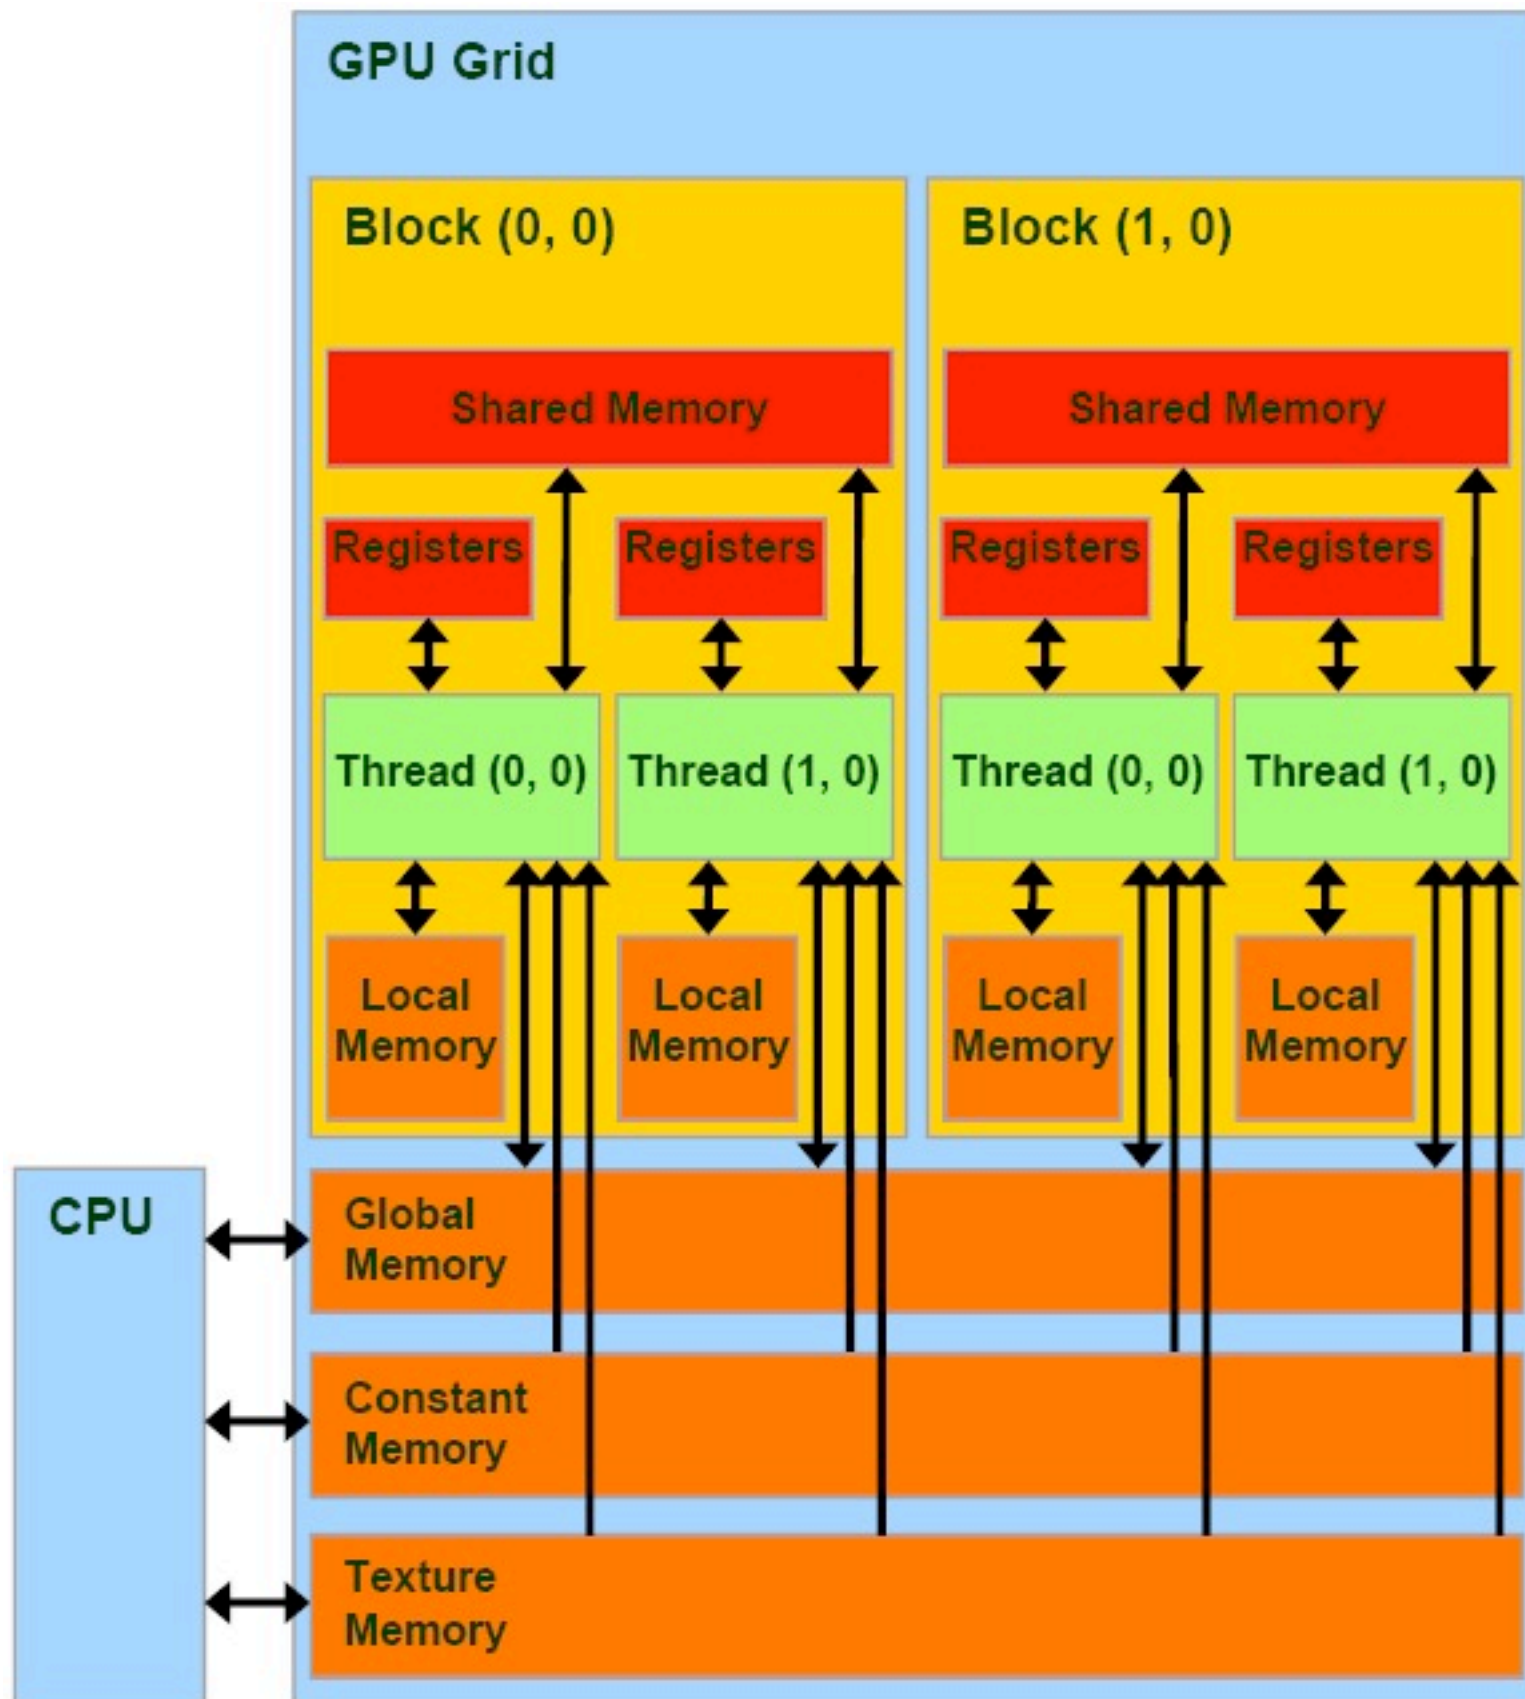 GPU Grid
Block (0, 0)
Block (1, 0)
Shared Memory
Shared Memory
Registers
Registers
Registers
Registers
Thread (0, 0)
Thread (1, 0)
Thread (0, 0)
Thread (1, 0)
Local
Memory
Local
Memory
Local
Memory
Local
Memory
CPU
Global
Memory
Constant
Memory
Texture
Memory